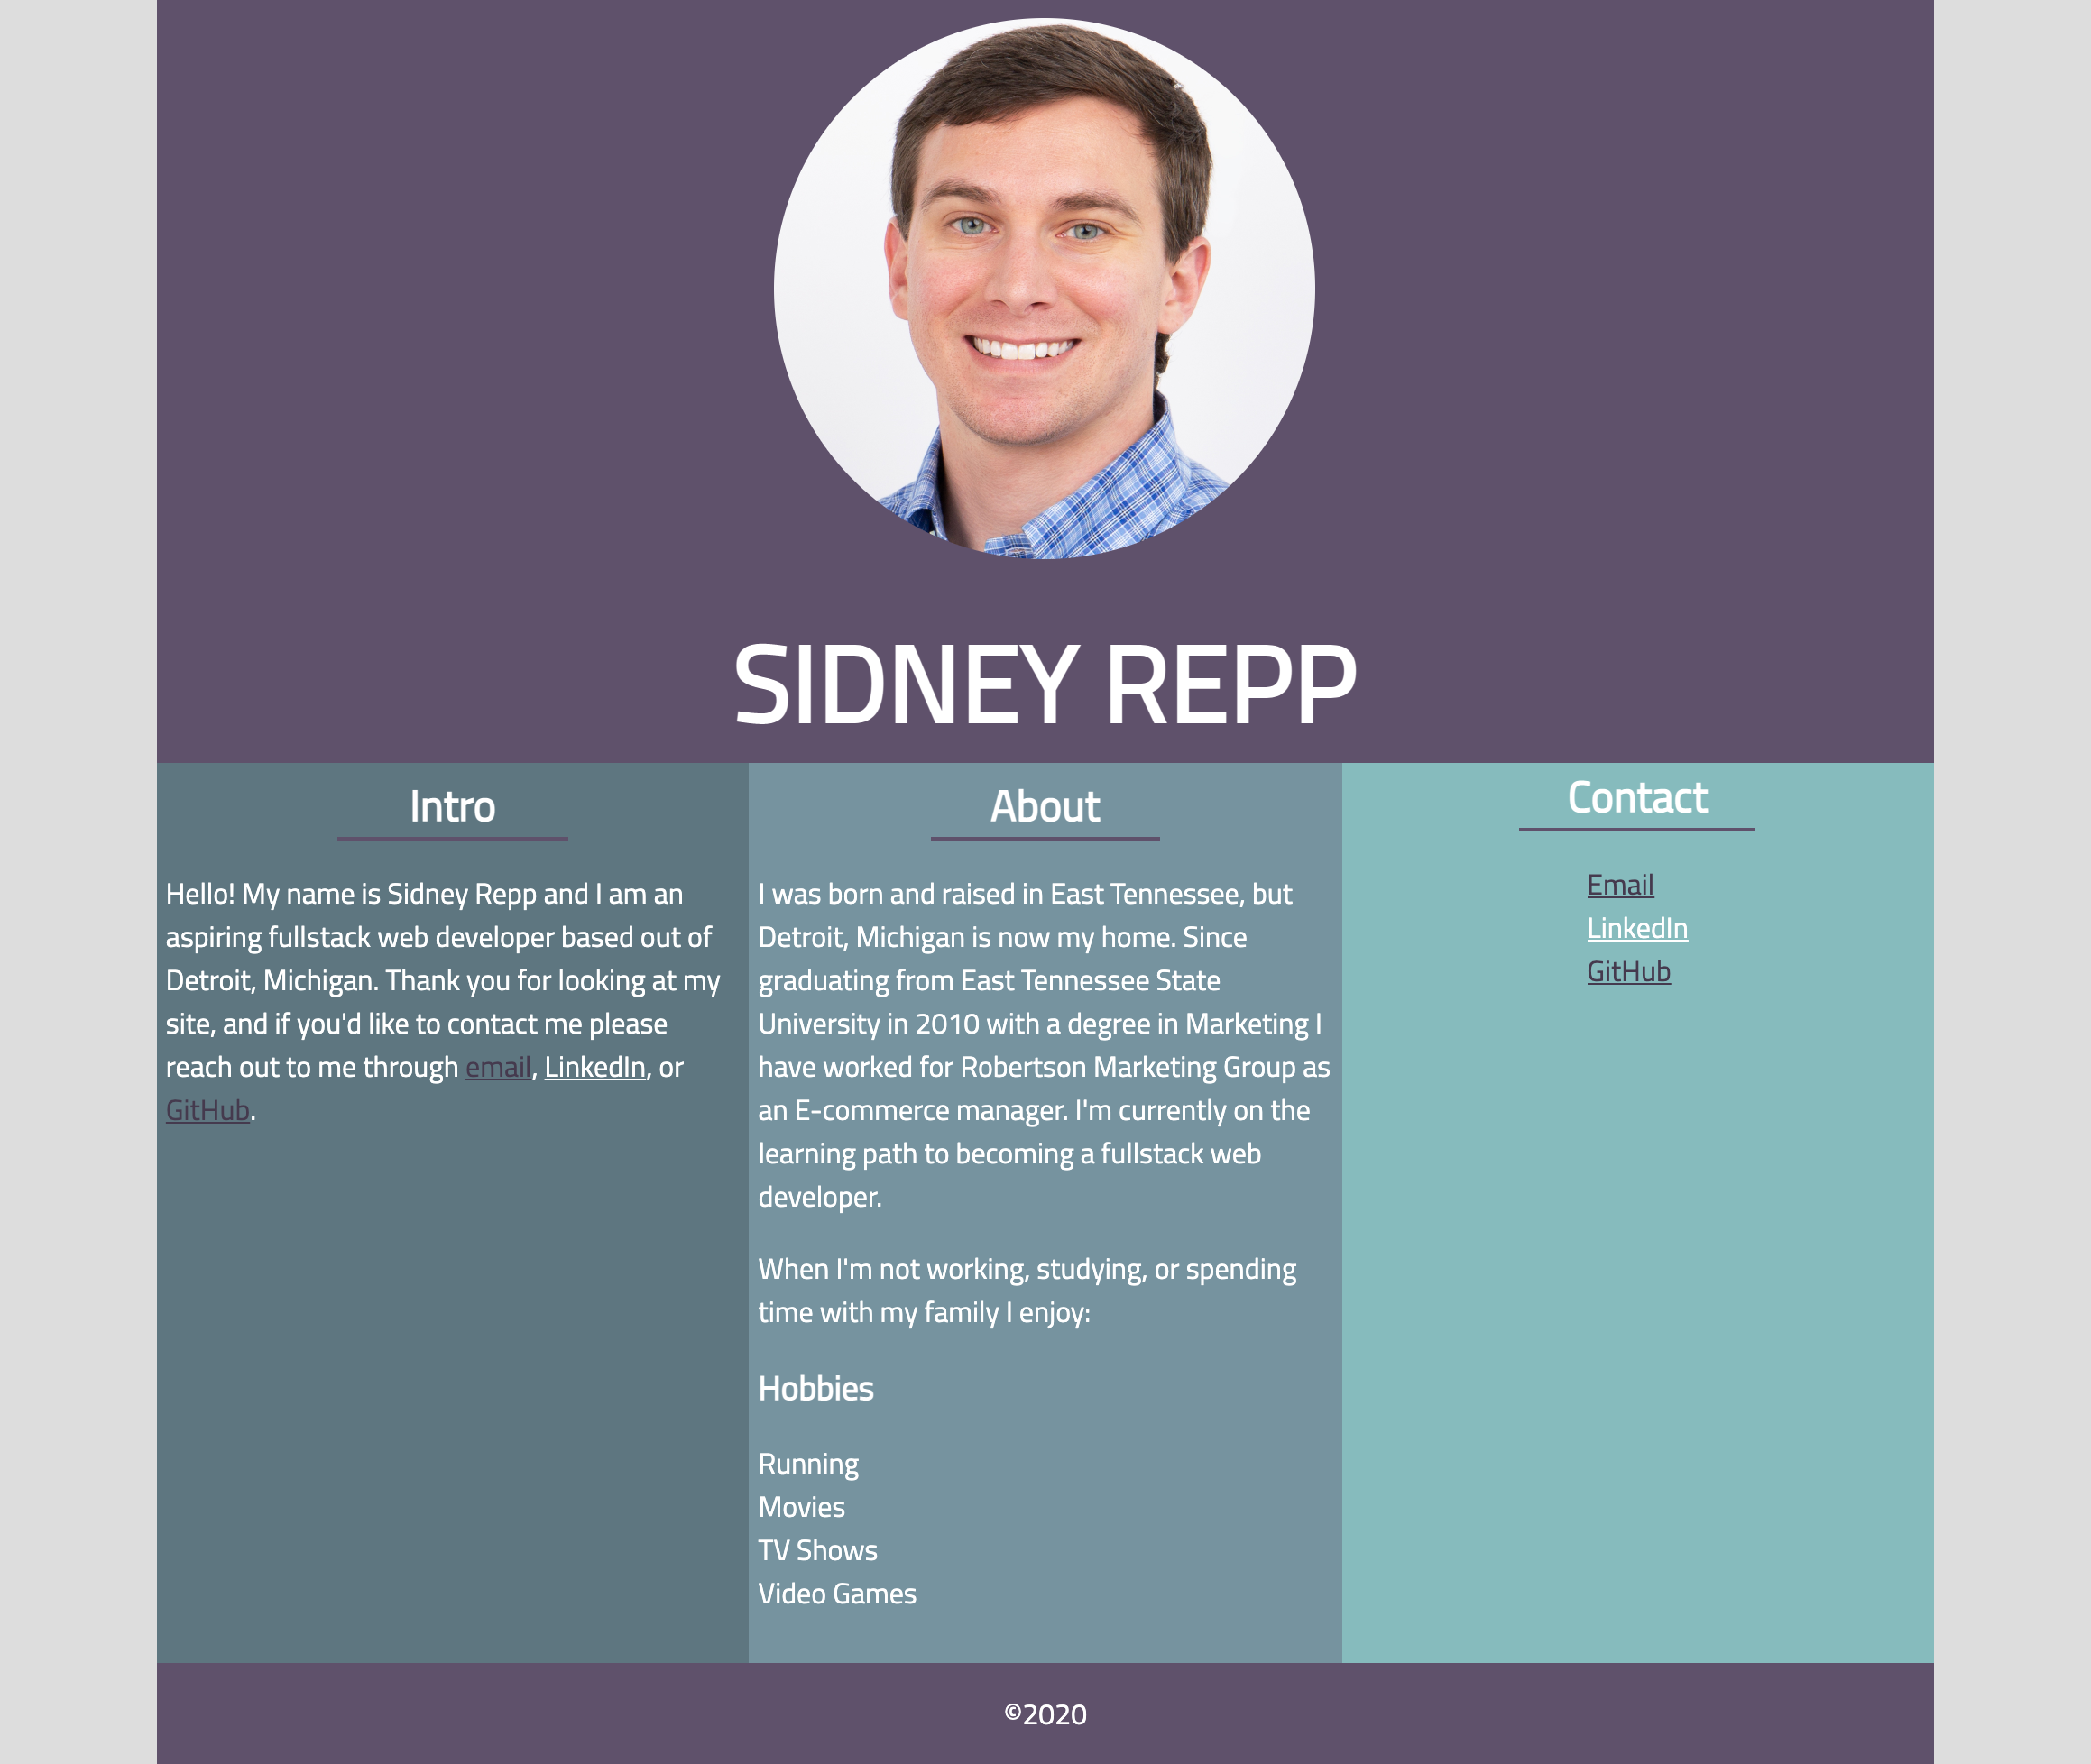 SIDNEY REPP
Intro
Hello! My name is Sidney Repp and I am an
aspiring fullstack web developer based out of
Detroit, Michigan. Thank you for looking at my
site, and if you'd like to contact me please
reach out to me through email, LinkedIn, or
GitHub.
About
I was born and raised in East Tennessee, but
Detroit, Michigan is now my home. Since
graduating from East Tennessee State
University in 2010 with a degree in Marketing I
have worked for Robertson Marketing Group as
an E-commerce manager. I'm currently on the
learning path to becoming a fullstack web
developer.
When I'm not working, studying, or spending
time with my family I enjoy:
Hobbies
Running
Movies
TV Shows
Video Games
Contact
Email
LinkedIn
GitHub
©2020